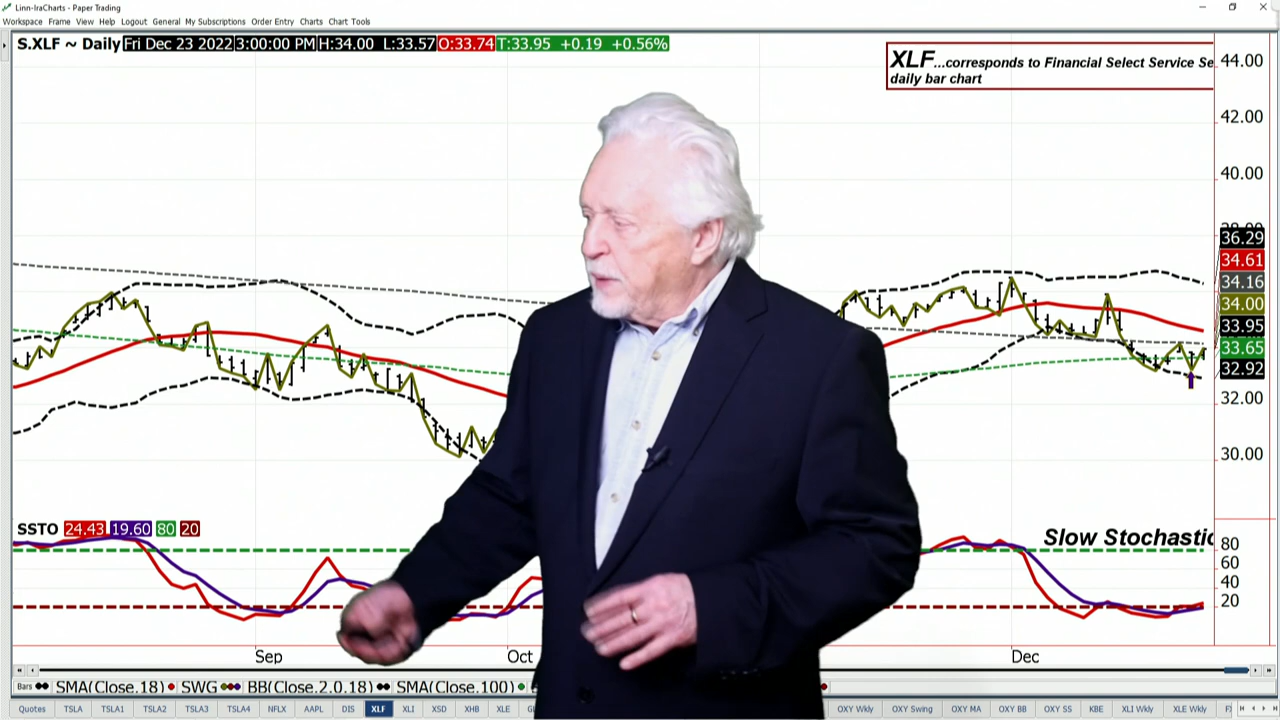 Linn-IraCharts - Paper Trading
Workspace Frame View Help Logout General My Subscriptions Order Entry Charts Chart Tools
S.XLF ~ Daily Fri Dec 23 2022 3:00:00 PM H:34.00 L:33.57 O:33.74 T:33.95 +0.19 +0.56%
XLF...corresponds to Financial Select Service Se
daily bar chart
44.00
42.00
40.00
36.29
34.61
34.16
34.00
33.95
33.65
32.92
32.00
30.00
SSTO 24.43 19.60 80 20
Slow Stochastic
80
60
40
20
Sep Oct Dec
Bars SMA(Close.18) SWG BB(Close.2.0.18) SMA(Close.100)
Quotes TSLA TSLA1 TSLA2 TSLA3 TSLA4 NFLX AAPL DIS XLF XLI XSD XHB XLE OXY Wkly OXY Swing OXY MA OXY BB OXY SS KBE XLI Wkly XLE Wkly